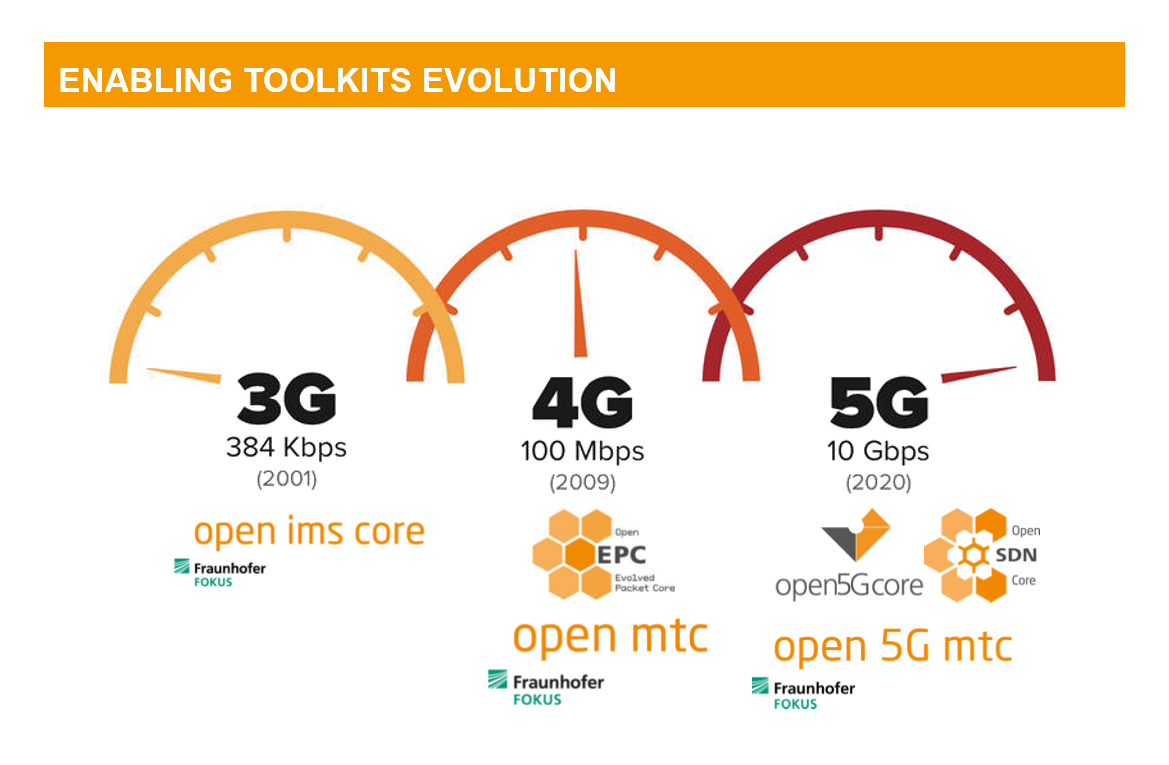 ENABLING TOOLKITS EVOLUTION
3G
384 Kbps
(2001)
open ims core
Fraunhofer
FOKUS
4G
100 Mbps
(2009)
Open
EPC
Evolved
Packet Core
open mtc
Fraunhofer
FOKUS
5G
10 Gbps
(2020)
open5Gcore
Open
SDN
Core
open 5G mtc
Fraunhofer
FOKUS